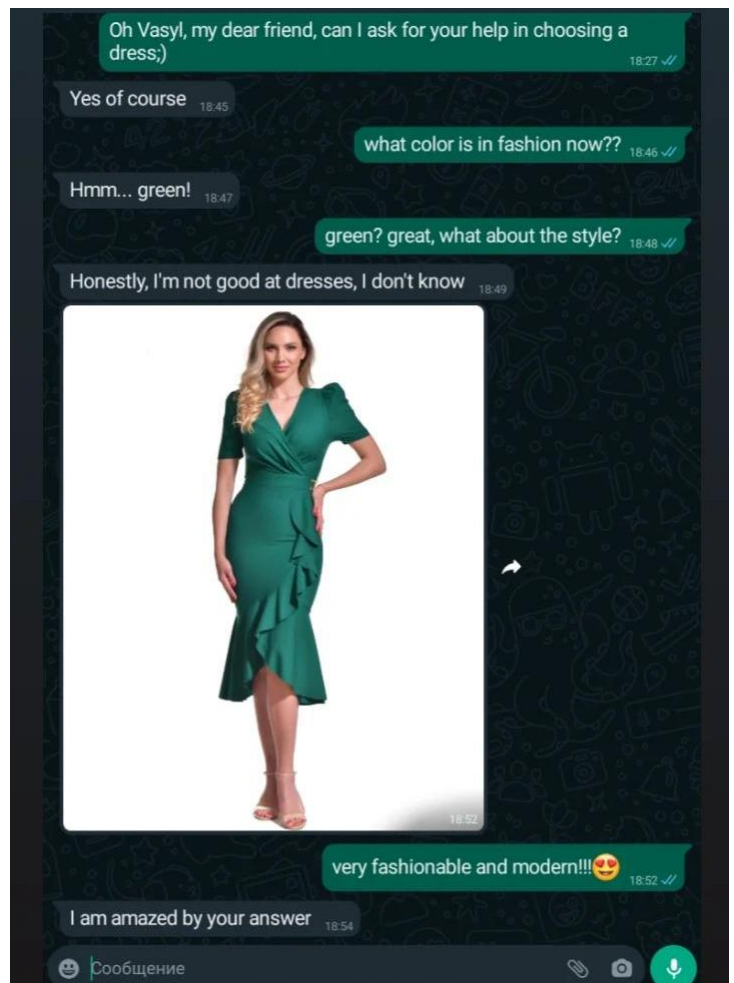 Oh Vasyl, my dear friend, can I ask for your help in choosing a
dress;)
18:27
Yes of course 18:45
what color is in fashion now?? 18:46
Hmm... green! 18:47
green? great, what about the style? 18:48
Honestly, I'm not good at dresses, I don't know 18:49
18:52
very fashionable and modern!!!😍 18:52
I am amazed by your answer 18:54
Сообщение